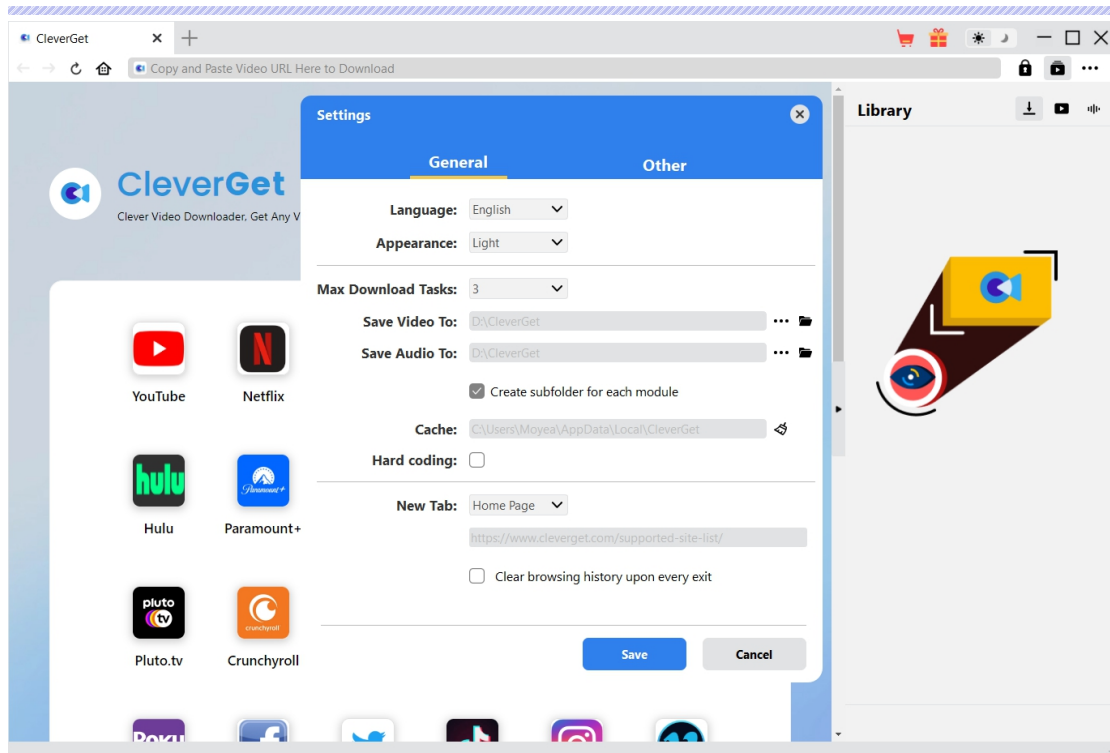 CleverGet
Copy and Paste Video URL Here to Download
Settings
Library
General
Other
CleverGet
Clever Video Downloader. Get Any V
Language: English
Appearance: Light
Max Download Tasks: 3
Save Video To: D:\CleverGet
Save Audio To: D:\CleverGet
Create subfolder for each module
YouTube
Netflix
Cache: C:\Users\Moyea\AppData\Local\CleverGet
Hard coding:
hulu
Paramount+
New Tab: Home Page
Hulu
Paramount+
https://www.cleverget.com/supported-site-list/
Clear browsing history upon every exit
pluto
tv
crunchyroll
Pluto.tv
Crunchyroll
Save
Cancel
Roku